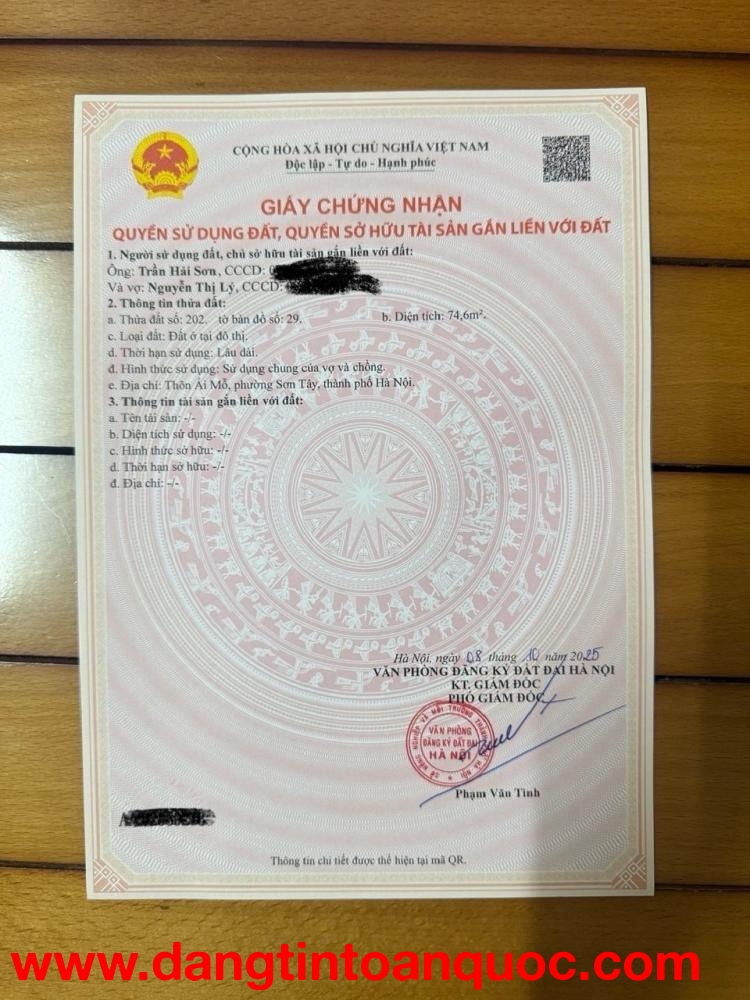 CỘNG HÒA XÃ HỘI CHỦ NGHĨA VIỆT NAM
Độc lập - Tự do - Hạnh phúc
GIẤY CHỨNG NHẬN
QUYỀN SỬ DỤNG ĐẤT, QUYỀN SỞ HỮU TÀI SẢN GẮN LIỀN VỚI ĐẤT
1. Người sử dụng đất, chủ sở hữu tài sản gắn liền với đất:
Ông: Trần Hải Sơn, CCCD: 0
Và vợ: Nguyễn Thị Lý, CCCD:
2. Thông tin thửa đất:
a. Thửa đất số: 202. tờ bản đồ số: 29. b. Diện tích: 74,6m².
c. Loại đất: Đất ở tại đô thị.
d. Thời hạn sử dụng: Lâu dài.
đ. Hình thức sử dụng: Sử dụng chung của vợ và chồng.
e. Địa chỉ: Thôn Ái Mỗ, phường Sơn Tây, thành phố Hà Nội.
3. Thông tin tài sản gắn liền với đất:
a. Tên tài sản: -/-
b. Diện tích sử dụng: -/-
c. Hình thức sở hữu: -/-
d. Thời hạn sở hữu: -/-
đ. Địa chỉ: -/-
Hà Nội, ngày 08 tháng 10 năm 2025
VĂN PHÒNG ĐĂNG KÝ ĐẤT ĐAI HÀ NỘI
KT. GIÁM ĐỐC
PHÓ GIÁM ĐỐC
VĂN PHÒNG
ĐĂNG KÝ ĐẤT ĐAI
HÀ NỘI
Phạm Văn Tình
Thông tin chi tiết được thể hiện tại mã QR.
www.dangtintoanquoc.com